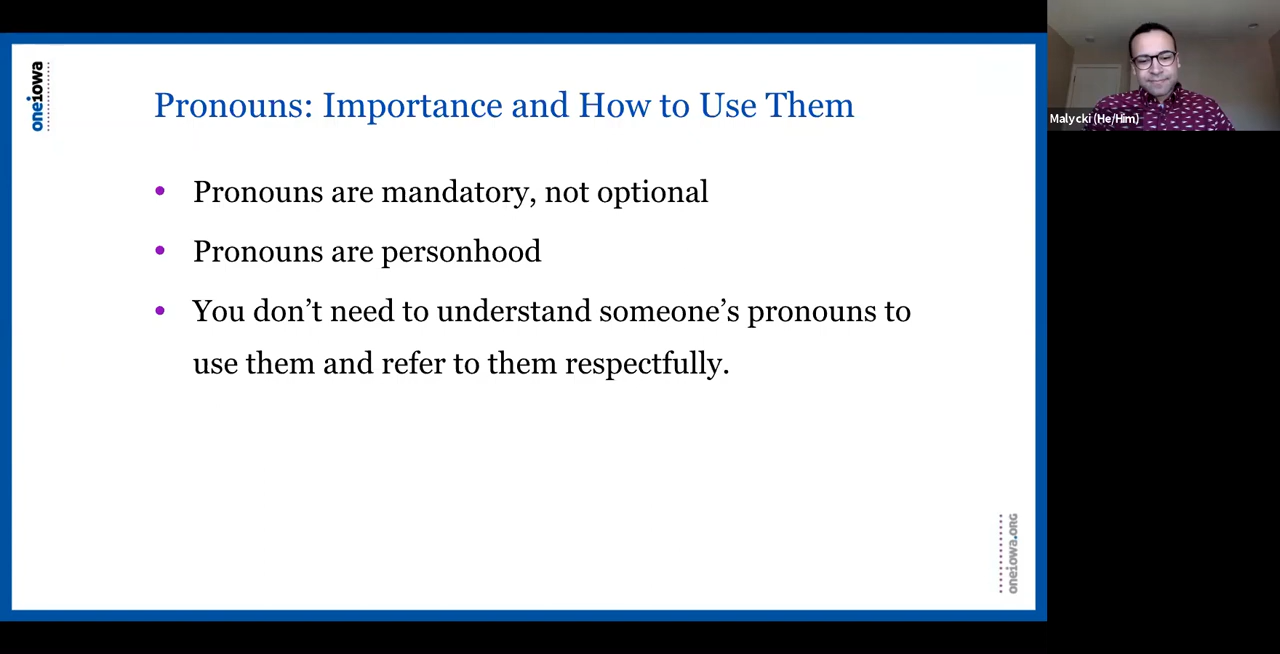 oneiowa
Pronouns: Importance and How to Use Them
Malycki (He/Him)
• Pronouns are mandatory, not optional
• Pronouns are personhood
• You don’t need to understand someone’s pronouns to
use them and refer to them respectfully.
oneiowa.ORG